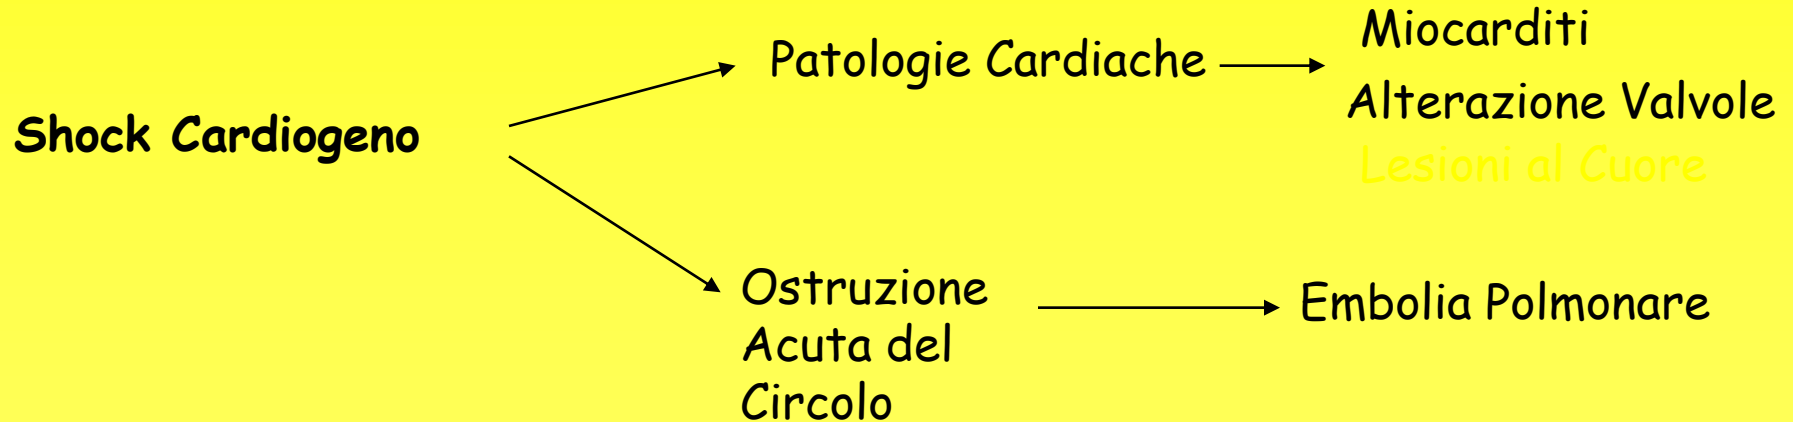 Shock Cardiogeno
Patologie Cardiache
Miocarditi
Alterazione Valvole
Lesioni al Cuore
Ostruzione
Acuta del
Circolo
Embolia Polmonare